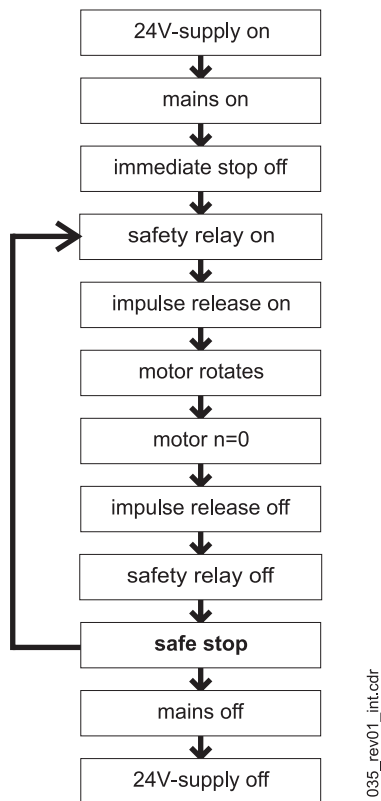 24V-supply on
mains on
immediate stop off
safety relay on
impulse release on
motor rotates
motor n=0
impulse release off
safety relay off
safe stop
mains off
24V-supply off
035_rev01_int.cdr